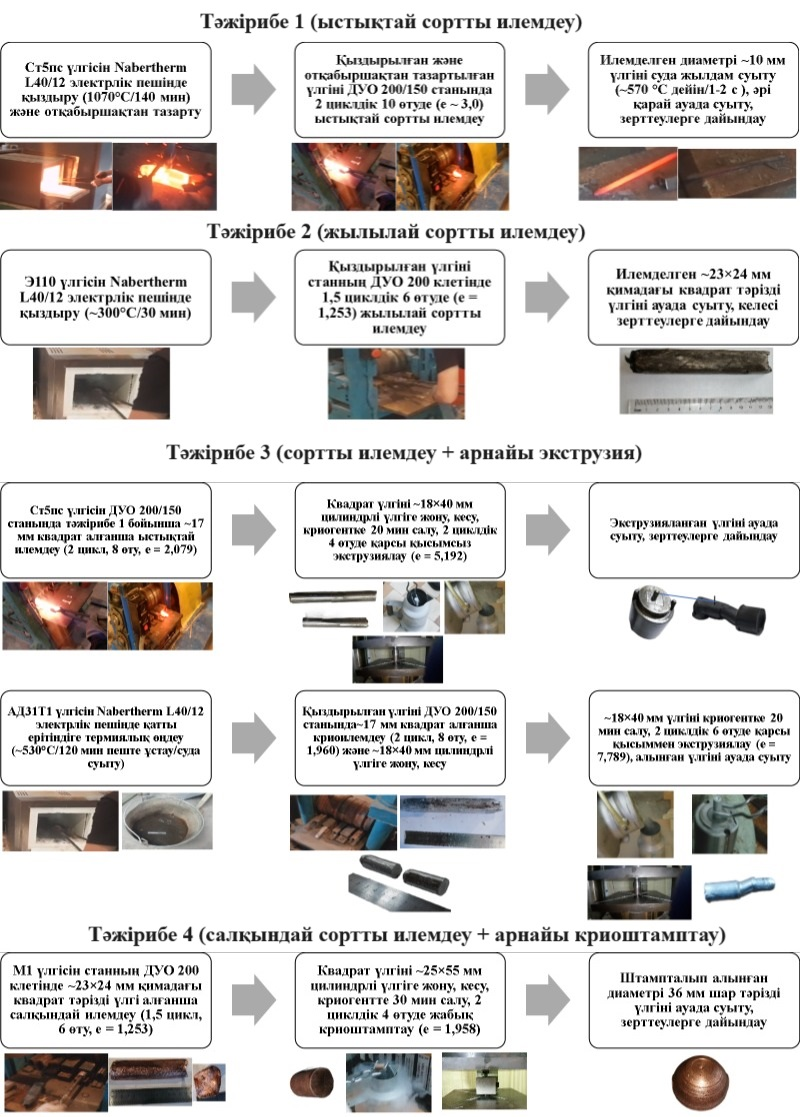 Тәжірибе 1 (ыстықтай сортты илемдеу)
Ст5пс үлгісін Nabertherm
L40/12 электрлік пешінде
қыздыру (1070°С/140 мин)
және отқабыршақтан тазарту
Қыздырылған және
отқабыршақтан тазартылған
үлгіні ДУО 200/150 станында
2 циклдік 10 өтуде (е ~ 3,0)
ыстықтай сортты илемдеу
Илемделген диаметрі ~10 мм
үлгіні суда жылдам суыту
(~570 °С дейін/1-2 с ), әрі
қарай ауада суыту,
зерттеулерге дайындау
Тәжірибе 2 (жылылай сортты илемдеу)
Э110 үлгісін Nabertherm
L40/12 электрлік пешінде
қыздыру (~300°С/30 мин)
Қыздырылған үлгіні
станның ДУО 200 клетінде
1,5 циклдік 6 өтуде (е =
1,253) жылылай сортты
илемдеу
Илемделген ~23×24 мм
қимадағы квадрат тәрізді
үлгіні ауада суыту, келесі
зерттеулерге дайындау
Тәжірибе 3 (сортты илемдеу + арнайы экструзия)
Ст5пс үлгісін ДУО 200/150
станында тәжірибе 1 бойынша ~17
мм квадрат алғанша ыстықтай
илемдеу (2 цикл, 8 өту, е = 2,079)
Квадрат үлгіні ~18×40 мм
цилиндрлі үлгіге жону, кесу,
криогентке 20 мин салу, 2 циклдік
4 өтуде қарсы қысымсыз
экструзиялау (е = 5,192)
Экструзияланған үлгіні ауада
суыту, зерттеулерге дайындау
АД31Т1 үлгісін Nabertherm L40/12
электрлік пешінде қатты
ерітіндіге термиялық өңдеу
(~530°С/120 мин пеште ұстау/суда
суыту)
Қыздырылған үлгіні ДУО 200/150
станында~17 мм квадрат алғанша
криоилемдеу (2 цикл, 8 өту, е =
1,960) және ~18×40 мм цилиндрлі
үлгіге жону, кесу
~18×40 мм үлгіні криогентке 20
мин салу, 2 циклдік 6 өтуде қарсы
қысыммен экструзиялау (е =
7,789), алынған үлгіні ауада суыту
Тәжірибе 4 (салқындай сортты илемдеу + арнайы криоштамптау)
М1 үлгісін станның ДУО 200
клетінде ~23×24 мм қимадағы
квадрат тәрізді үлгі алғанша
салқындай илемдеу (1,5 цикл,
6 өту, е = 1,253)
Квадрат үлгіні ~25×55 мм
цилиндрлі үлгіге жону, кесу,
криогентте 30 мин салу, 2
циклдік 4 өтуде жабық
криоштамптау (е = 1,958)
Штампталып алынған
диаметрі 36 мм шар тәрізді
үлгіні ауада суыту,
зерттеулерге дайындау